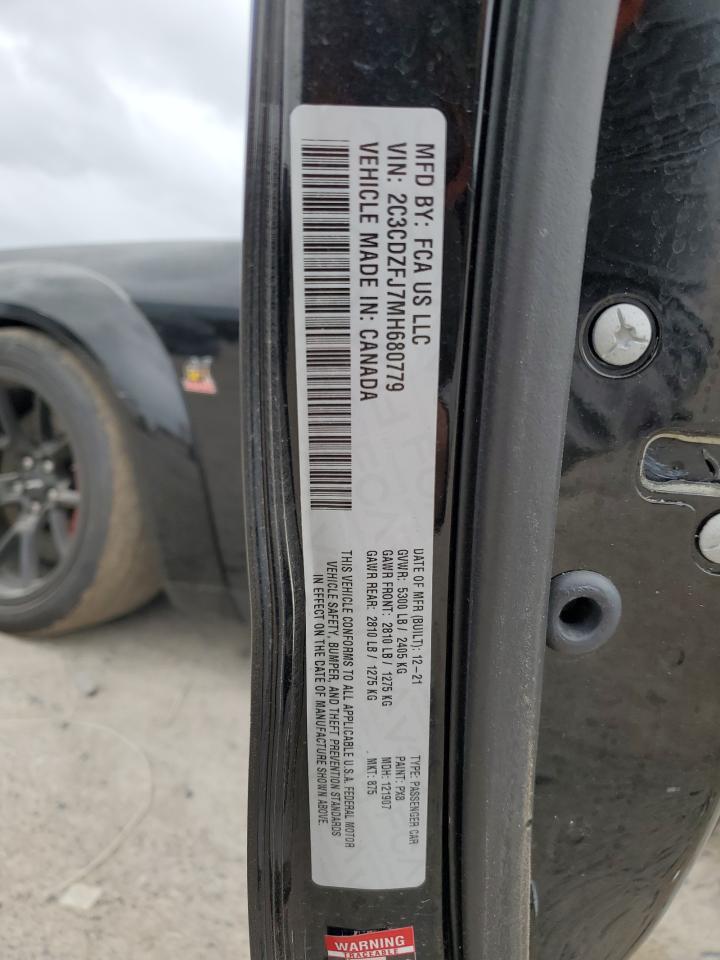 MFD BY: FCA US LLC
VIN: 2C3CDZFJ7MH680779
VEHICLE MADE IN: CANADA
DATE OF MFR (BUILT): 12-21
GVWR: 5300 LB / 2405 KG
GAWR FRONT: 2810 LB / 1275 KG
GAWR REAR: 2810 LB / 1275 KG
TYPE: PASSENGER CAR
PAINT: PX8
MDH: 121907
MKT: 875
THIS VEHICLE CONFORMS TO ALL APPLICABLE U.S.A. FEDERAL MOTOR
VEHICLE SAFETY, BUMPER, AND THEFT PREVENTION STANDARDS
IN EFFECT ON THE DATE OF MANUFACTURE SHOWN ABOVE.
WARNING
TRACEABLE